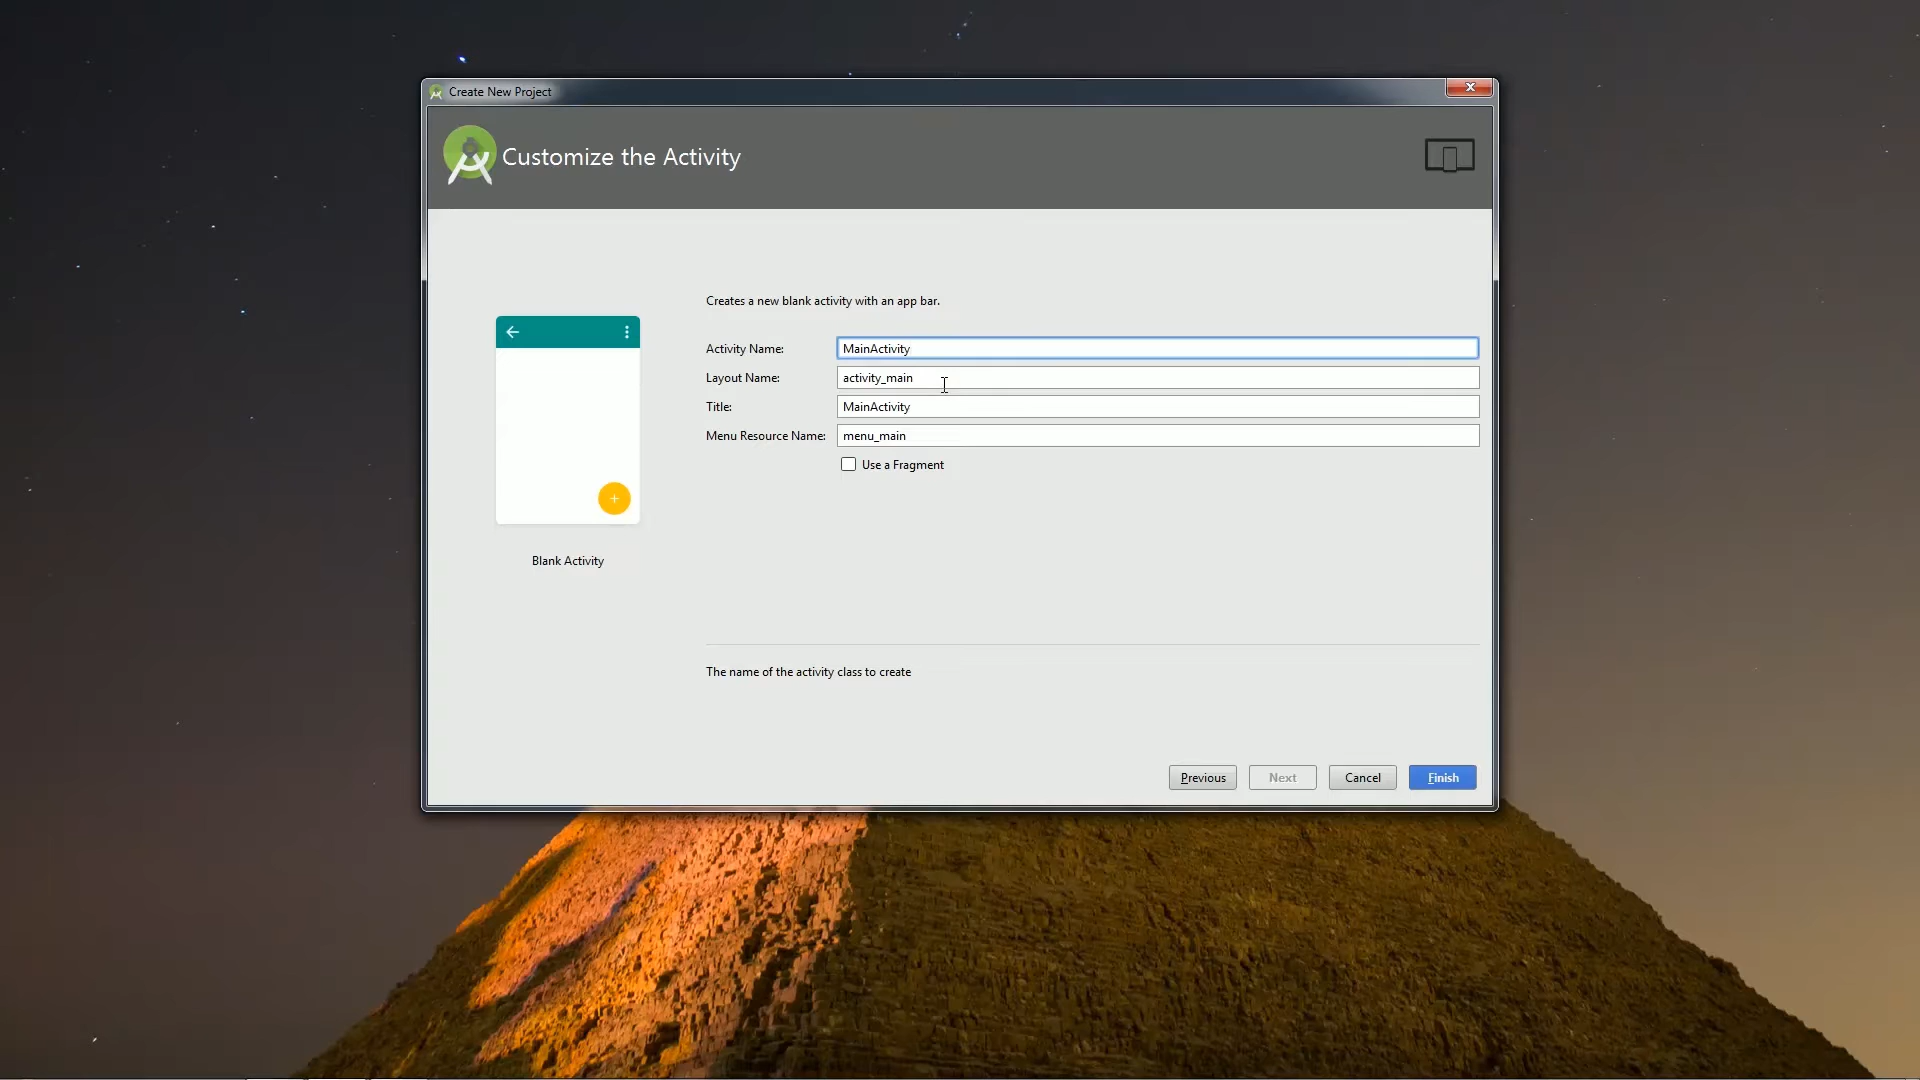 Create New Project
Customize the Activity
Creates a new blank activity with an app bar.
Activity Name: MainActivity
Layout Name: activity_main
Title: MainActivity
Menu Resource Name: menu_main
Use a Fragment
Blank Activity
The name of the activity class to create
Previous Next Cancel Finish